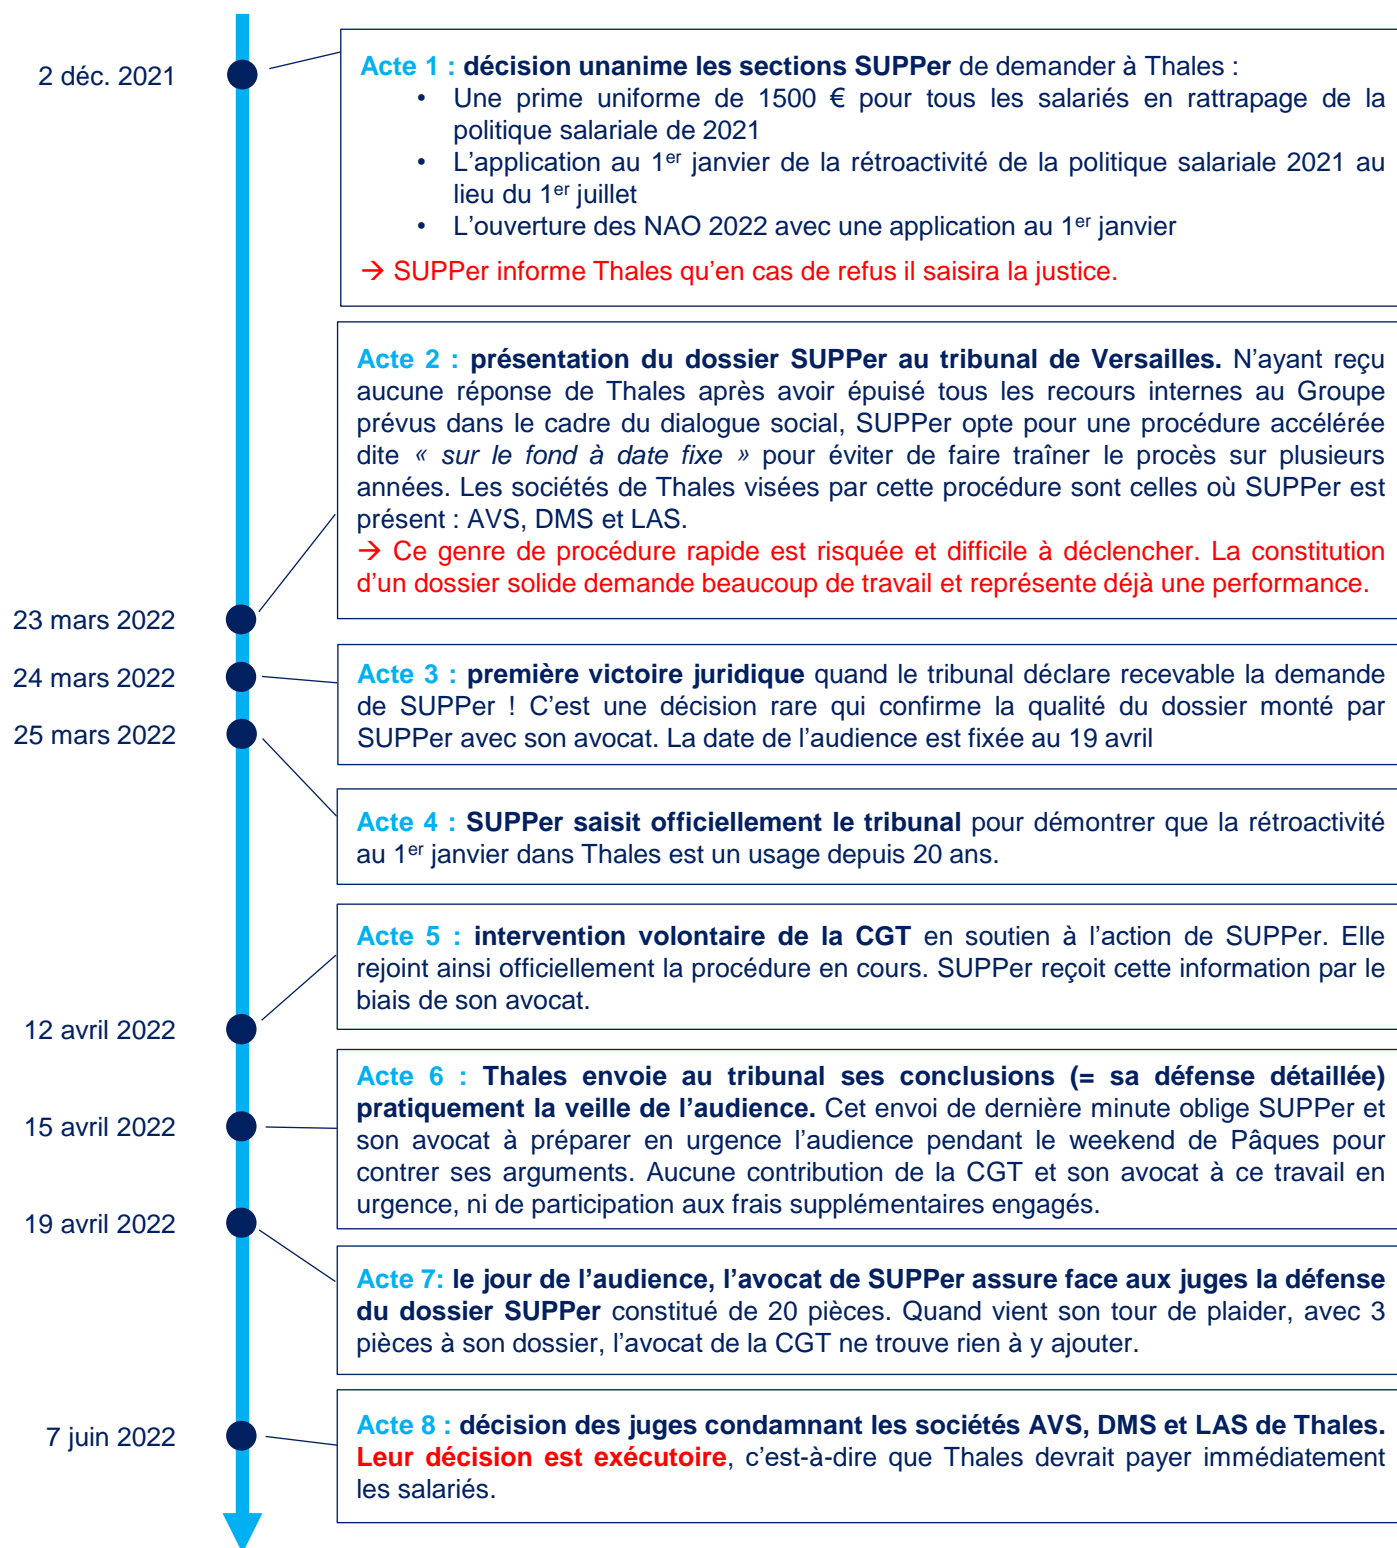 2 déc. 2021
Acte 1 : décision unanime les sections SUPPer de demander à Thales :
• Une prime uniforme de 1500 € pour tous les salariés en rattrapage de la
politique salariale de 2021
• L’application au 1er janvier de la rétroactivité de la politique salariale 2021 au
lieu du 1er juillet
• L’ouverture des NAO 2022 avec une application au 1er janvier
→ SUPPer informe Thales qu’en cas de refus il saisira la justice.
23 mars 2022
Acte 2 : présentation du dossier SUPPer au tribunal de Versailles. N’ayant reçu
aucune réponse de Thales après avoir épuisé tous les recours internes au Groupe
prévus dans le cadre du dialogue social, SUPPer opte pour une procédure accélérée
dite « sur le fond à date fixe » pour éviter de faire traîner le procès sur plusieurs
années. Les sociétés de Thales visées par cette procédure sont celles où SUPPer est
présent : AVS, DMS et LAS.
→ Ce genre de procédure rapide est risquée et difficile à déclencher. La constitution
d’un dossier solide demande beaucoup de travail et représente déjà une performance.
24 mars 2022
Acte 3 : première victoire juridique quand le tribunal déclare recevable la demande
de SUPPer ! C’est une décision rare qui confirme la qualité du dossier monté par
SUPPer avec son avocat. La date de l’audience est fixée au 19 avril
25 mars 2022
Acte 4 : SUPPer saisit officiellement le tribunal pour démontrer que la rétroactivité
au 1er janvier dans Thales est un usage depuis 20 ans.
12 avril 2022
Acte 5 : intervention volontaire de la CGT en soutien à l’action de SUPPer. Elle
rejoint ainsi officiellement la procédure en cours. SUPPer reçoit cette information par le
biais de son avocat.
15 avril 2022
Acte 6 : Thales envoie au tribunal ses conclusions (= sa défense détaillée)
pratiquement la veille de l’audience. Cet envoi de dernière minute oblige SUPPer et
son avocat à préparer en urgence l’audience pendant le weekend de Pâques pour
contrer ses arguments. Aucune contribution de la CGT et son avocat à ce travail en
urgence, ni de participation aux frais supplémentaires engagés.
19 avril 2022
Acte 7: le jour de l’audience, l’avocat de SUPPer assure face aux juges la défense
du dossier SUPPer constitué de 20 pièces. Quand vient son tour de plaider, avec 3
pièces à son dossier, l’avocat de la CGT ne trouve rien à y ajouter.
7 juin 2022
Acte 8 : décision des juges condamnant les sociétés AVS, DMS et LAS de Thales.
Leur décision est exécutoire, c’est-à-dire que Thales devrait payer immédiatement
les salariés.